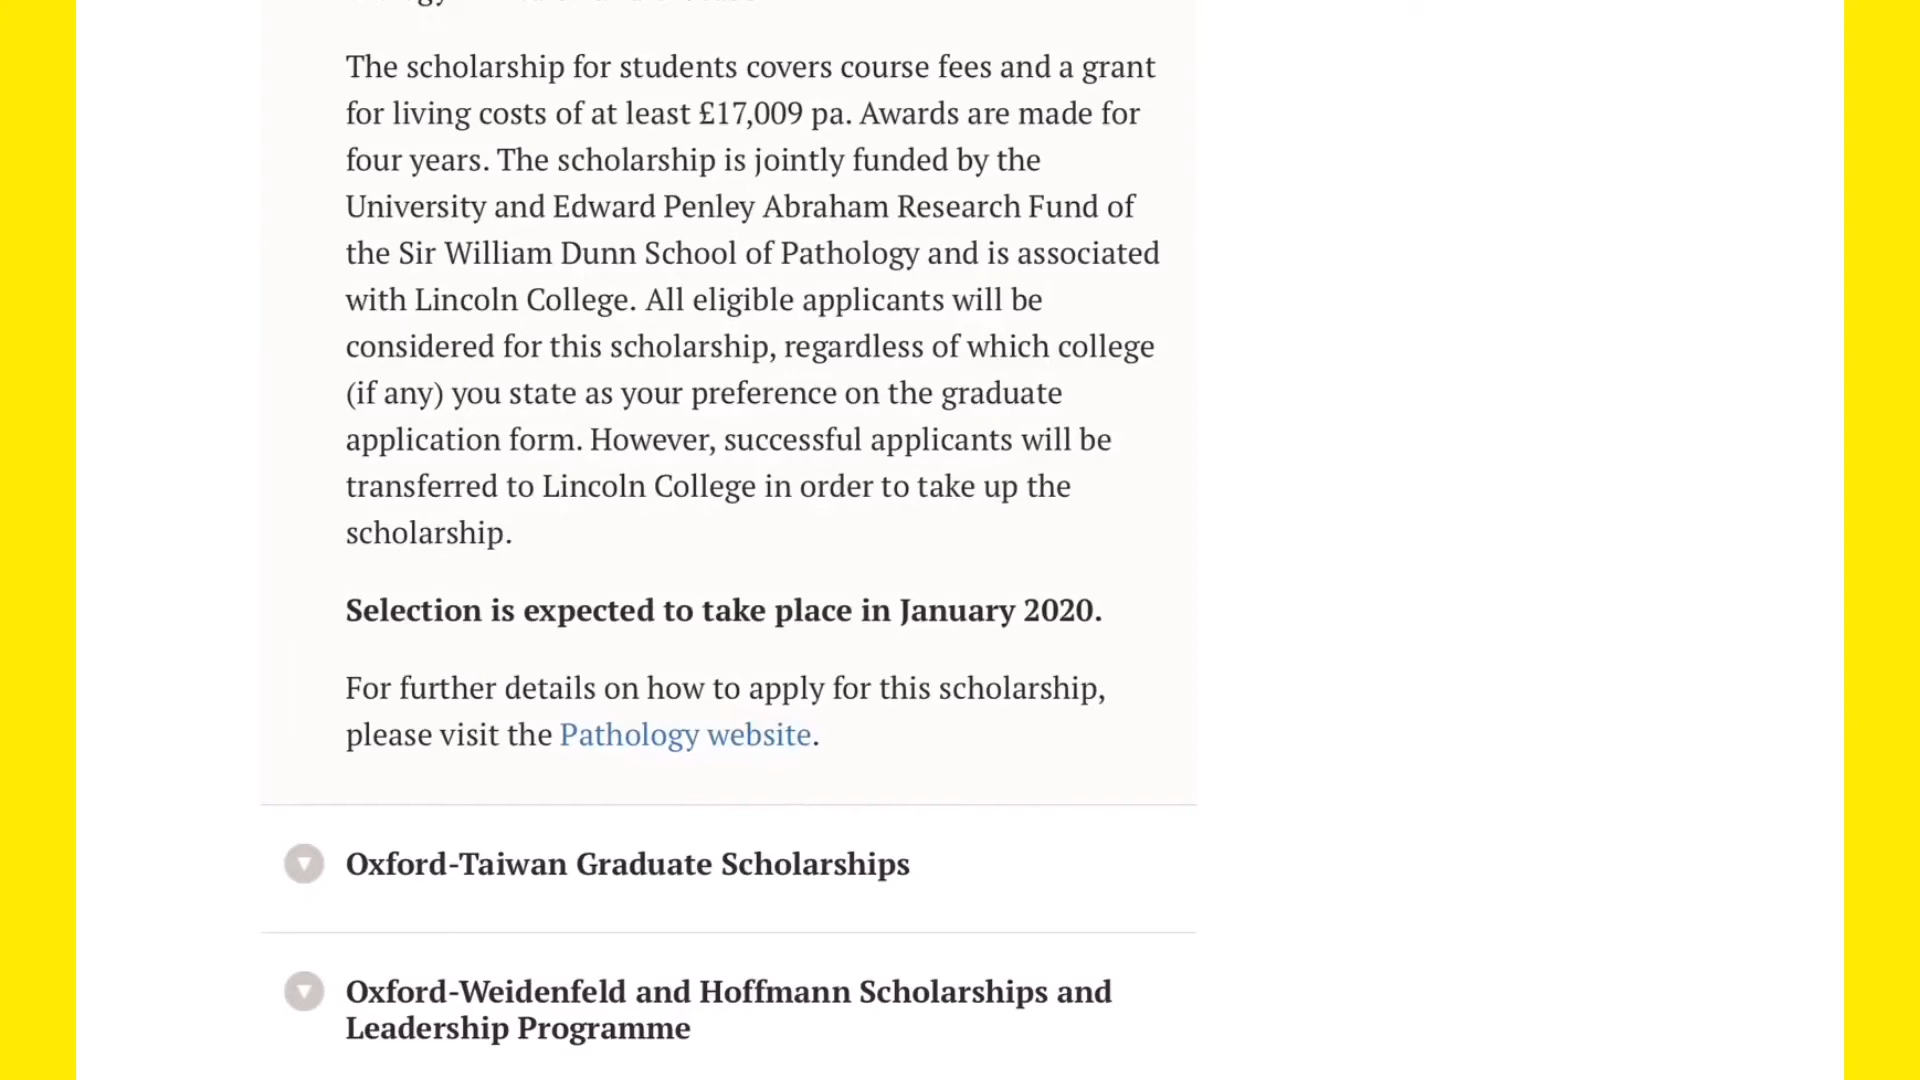 The scholarship for students covers course fees and a grant
for living costs of at least £17,009 pa. Awards are made for
four years. The scholarship is jointly funded by the
University and Edward Penley Abraham Research Fund of
the Sir William Dunn School of Pathology and is associated
with Lincoln College. All eligible applicants will be
considered for this scholarship, regardless of which college
(if any) you state as your preference on the graduate
application form. However, successful applicants will be
transferred to Lincoln College in order to take up the
scholarship.
Selection is expected to take place in January 2020.
For further details on how to apply for this scholarship,
please visit the Pathology website.
Oxford-Taiwan Graduate Scholarships
Oxford-Weidenfeld and Hoffmann Scholarships and
Leadership Programme